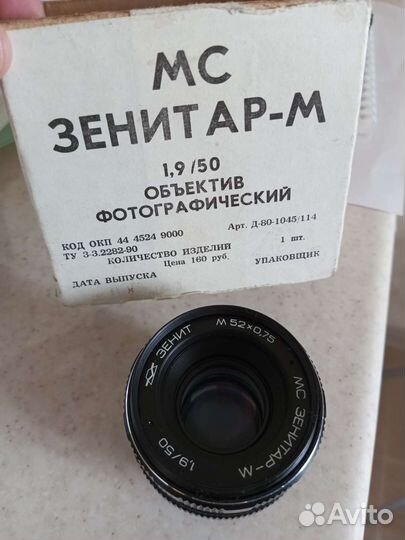 МС
ЗЕНИТАР-М
1,9/50
ОБЪЕКТИВ
ФОТОГРАФИЧЕСКИЙ
КОД ОКП 44 4524 9000 Арт. Д-80-1045/114
ТУ 3-3.2282-90
КОЛИЧЕСТВО ИЗДЕЛИЙ 1 шт.
Цена 160 руб. УПАКОВЩИК
ДАТА ВЫПУСКА
ЗЕНИТ М52×0,75
МС ЗЕНИТАР-М
1,9/50
Avito